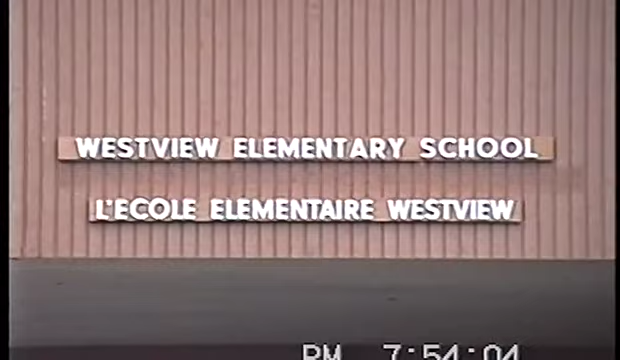 WESTVIEW ELEMENTARY SCHOOL
L'ECOLE ELEMENTAIRE WESTVIEW
PM 7:54:04